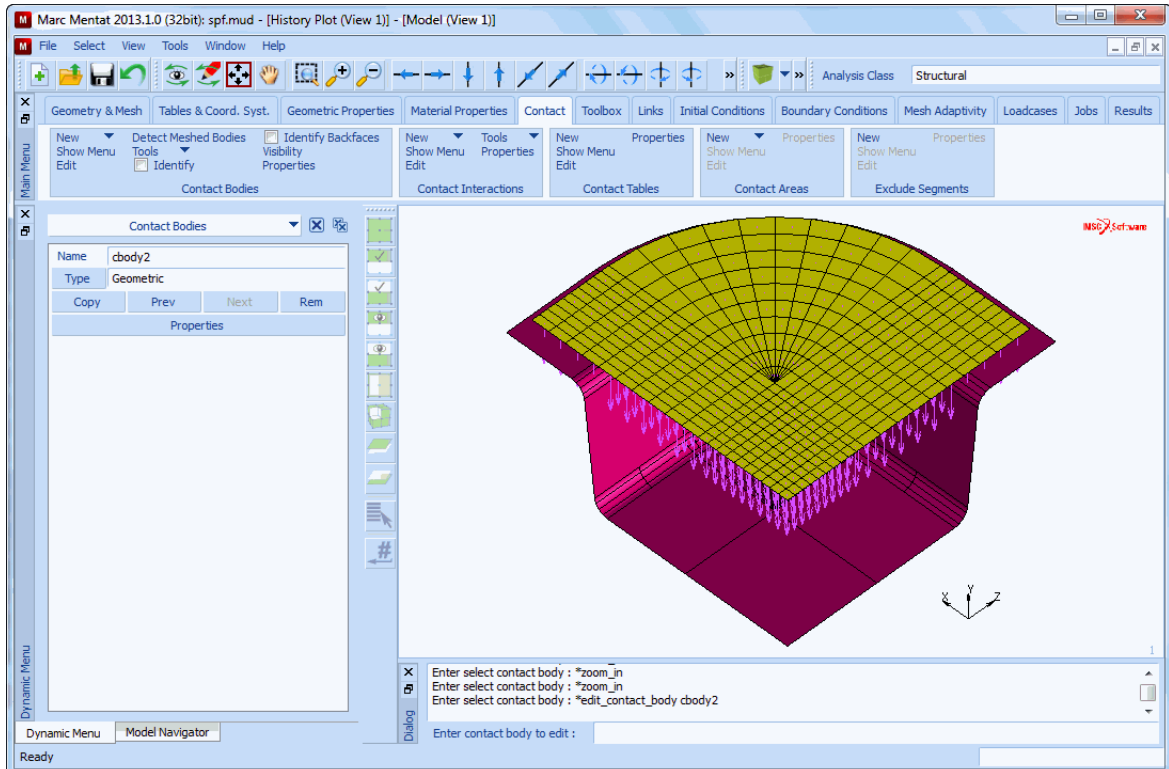 Marc Mentat 2013.1.0 (32bit): spf.mud - [History Plot (View 1)] - [Model (View 1)]
File Select View Tools Window Help
» » Analysis Class Structural
Main Menu
Geometry & Mesh Tables & Coord. Syst. Geometric Properties Material Properties Contact Toolbox Links Initial Conditions Boundary Conditions Mesh Adaptivity Loadcases Jobs Results
New Detect Meshed Bodies Identify Backfaces New Tools New Properties New Properties New Properties
Show Menu Tools Visibility Show Menu Properties Show Menu Show Menu Show Menu
Edit Identify Properties Edit Edit Edit Edit
Contact Bodies Contact Interactions Contact Tables Contact Areas Exclude Segments
Contact Bodies
Name cbody2
Type Geometric
Copy Prev Next Rem
Properties
#
MSC Software
X Y Z
1
Dynamic Menu
Enter select contact body : *zoom_in
Enter select contact body : *zoom_in
Enter select contact body : *edit_contact_body cbody2
Dialog
Enter contact body to edit :
Dynamic Menu Model Navigator
Ready